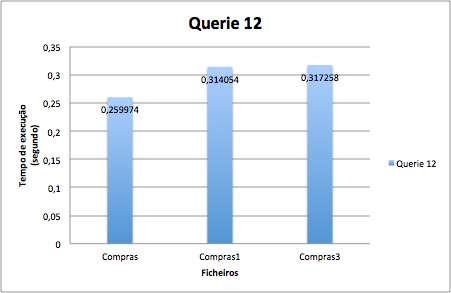 Querie 12
0,35
0,3
0,25
0,2
0,15
0,1
0,05
0
Tempo de execução
(segundo)
0,259974
0,314054
0,317258
Compras
Compras1
Compras3
Ficheiros
Querie 12